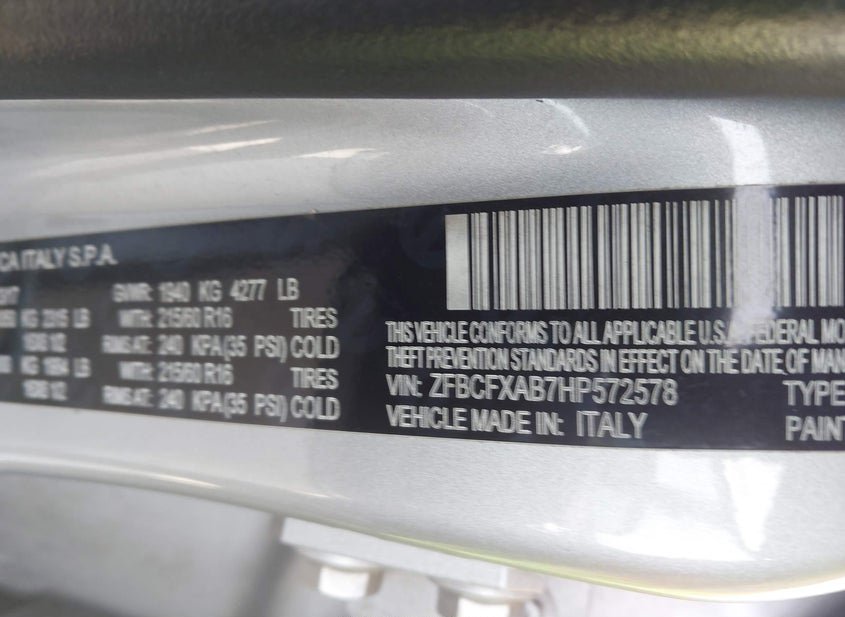 CA ITALY S.P.A.
GVWR: 1940 KG 4277 LB
KG 2315 LB WITH: 215/60 R16 TIRES
RIMS AT: 240 KPA(35 PSI) COLD
KG LB WITH: 215/60 R16 TIRES
RIMS AT: 240 KPA(35 PSI) COLD
THIS VEHICLE CONFORMS TO ALL APPLICABLE U.S.A. FEDERAL MO
THEFT PREVENTION STANDARDS IN EFFECT ON THE DATE OF MAN
VIN: ZFBCFXAB7HP572578 TYPE
VEHICLE MADE IN: ITALY PAINT